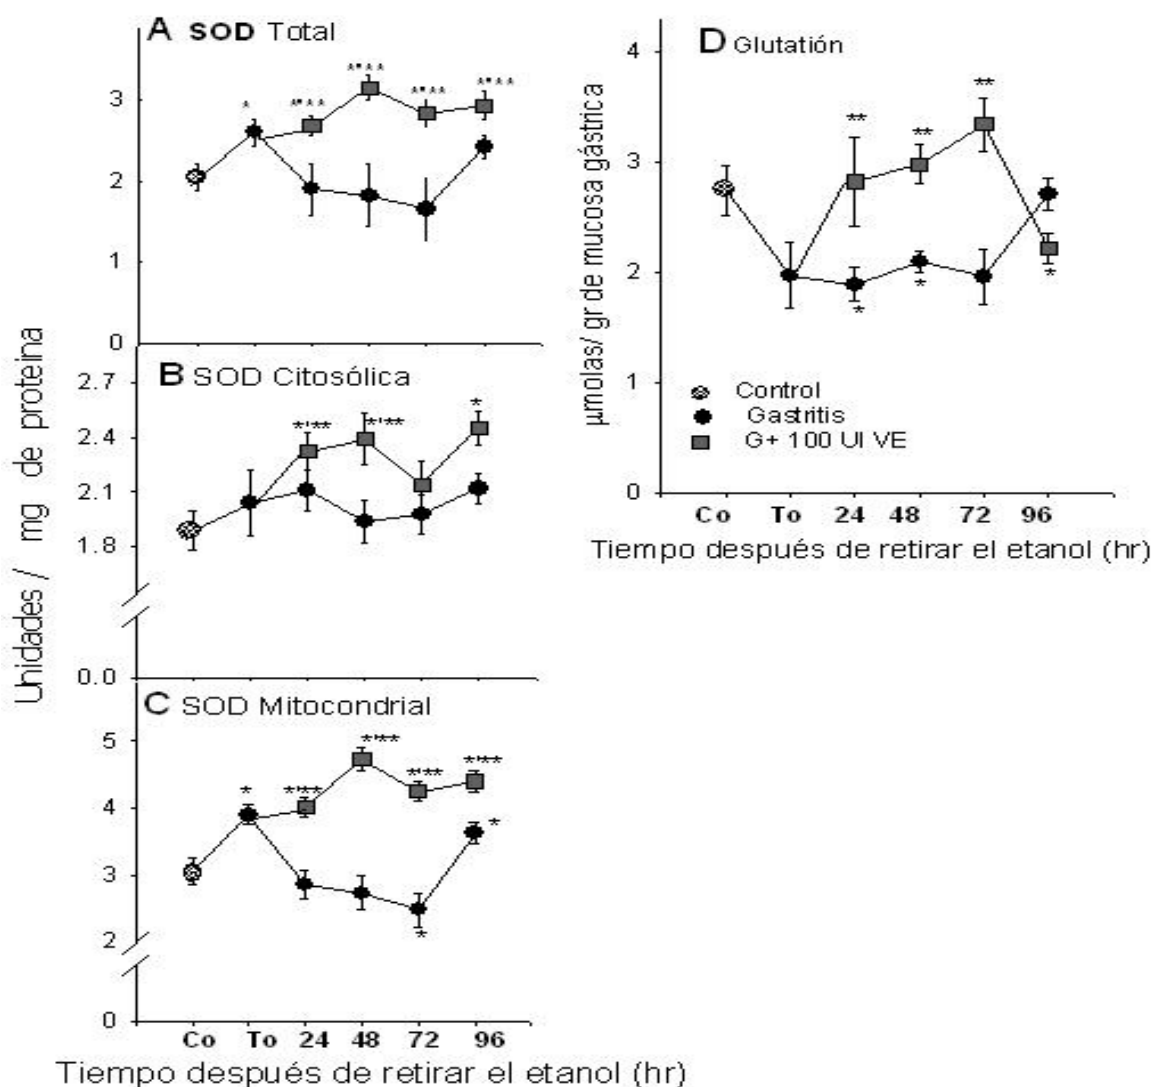 A SOD Total
3
2
1
0
* *'** *'** *'** *'**
B SOD Citosólica
2.7
2.4
2.1
1.8
0.0
*'** *'** *
C SOD Mitocondrial
5
4
3
2
0
* *'** *'** *'** *'**
*
*
Co To 24 48 72 96
Tiempo después de retirar el etanol (hr)
Unidades / mg de proteina
D Glutatión
4
3
2
1
0
** ** **
* * *
Control
Gastritis
G+ 100 UI VE
Co To 24 48 72 96
Tiempo después de retirar el etanol (hr)
µmolas/ gr de mucosa gástrica